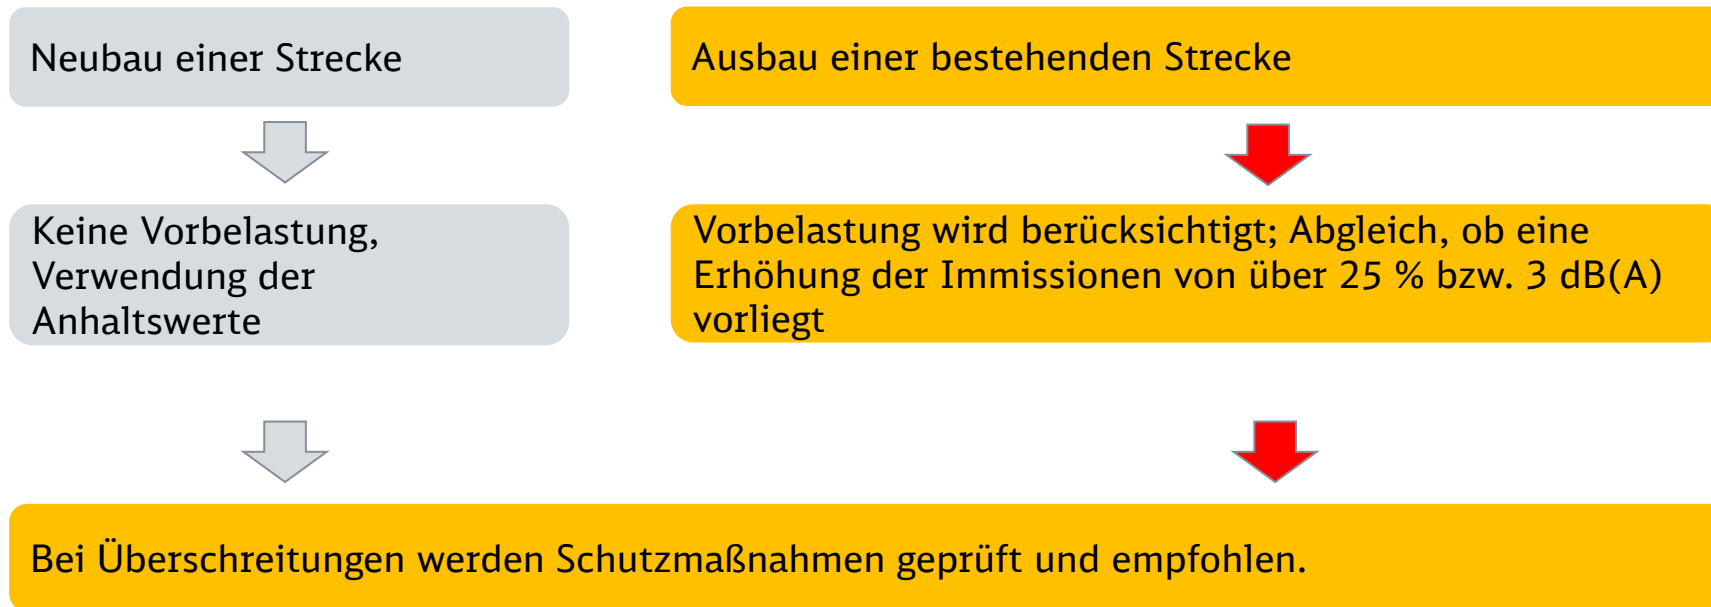 Neubau einer Strecke
Ausbau einer bestehenden Strecke
Keine Vorbelastung,
Verwendung der
Anhaltswerte
Vorbelastung wird berücksichtigt; Abgleich, ob eine
Erhöhung der Immissionen von über 25 % bzw. 3 dB(A)
vorliegt
Bei Überschreitungen werden Schutzmaßnahmen geprüft und empfohlen.